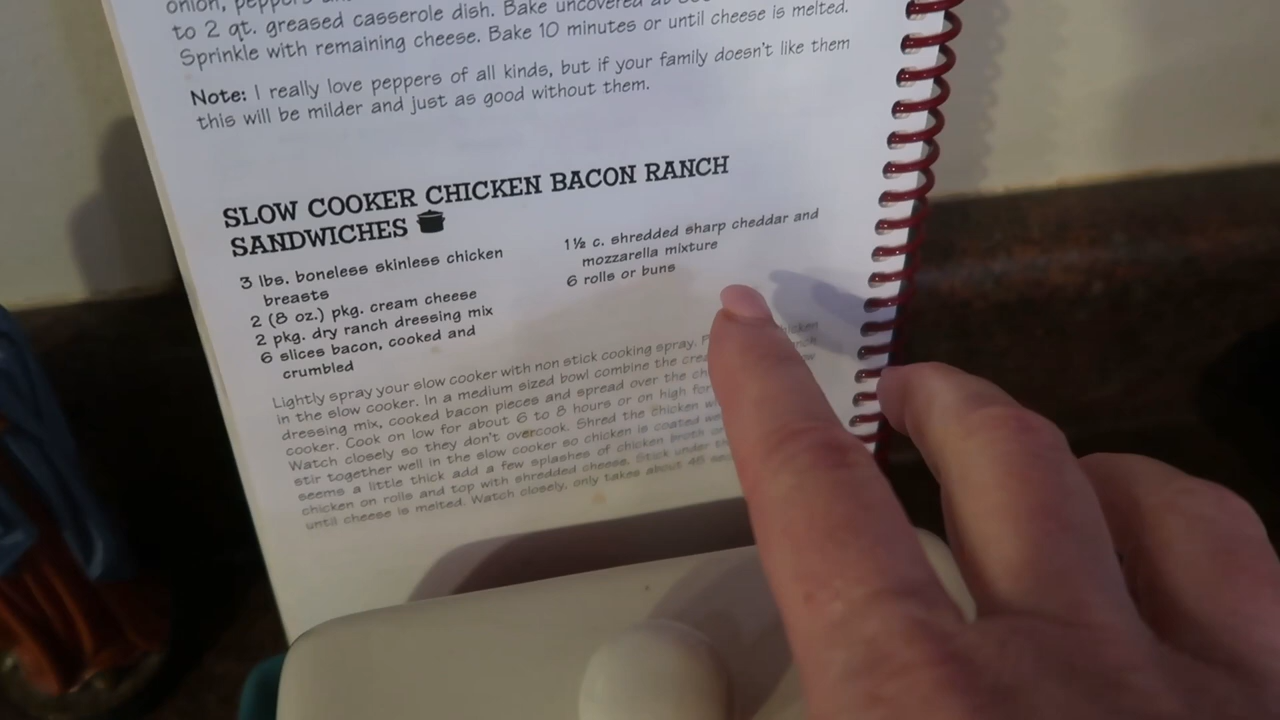 onion, peppers
to 2 qt. greased casserole dish. Bake uncovered at
Sprinkle with remaining cheese. Bake 10 minutes or until cheese is melted.
Note: I really love peppers of all kinds, but if your family doesn't like them
this will be milder and just as good without them.
SLOW COOKER CHICKEN BACON RANCH
SANDWICHES
3 lbs. boneless skinless chicken
breasts
2 (8 oz.) pkg. cream cheese
2 pkg. dry ranch dressing mix
6 slices bacon, cooked and
crumbled
1½ c. shredded sharp cheddar and
mozzarella mixture
6 rolls or buns
Lightly spray your slow cooker with non stick cooking spray. chicken
in the slow cooker. In a medium sized bowl combine the
dressing mix, cooked bacon pieces and spread over the
cooker. Cook on low for about 6 to 8 hours or on high for
Watch closely so they don't overcook. Shred the chicken
stir together well in the slow cooker so chicken is coated
seems a little thick add a few splashes of chicken broth
chicken on rolls and top with shredded cheese. Stick under
until cheese is melted. Watch closely, only takes about 45